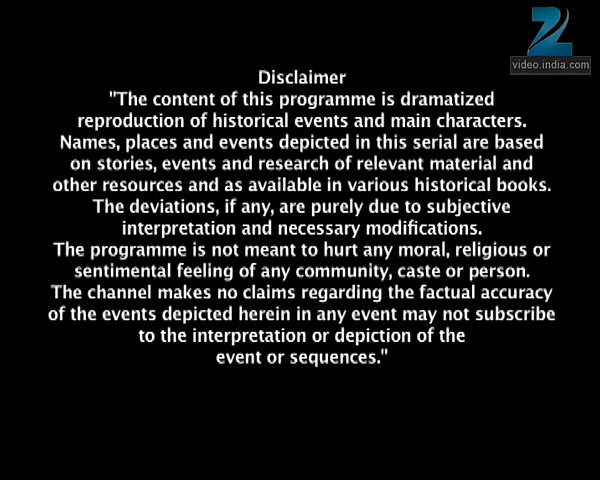 video.india.com
Disclaimer
"The content of this programme is dramatized
reproduction of historical events and main characters.
Names, places and events depicted in this serial are based
on stories, events and research of relevant material and
other resources and as available in various historical books.
The deviations, if any, are purely due to subjective
interpretation and necessary modifications.
The programme is not meant to hurt any moral, religious or
sentimental feeling of any community, caste or person.
The channel makes no claims regarding the factual accuracy
of the events depicted herein in any event may not subscribe
to the interpretation or depiction of the
event or sequences."